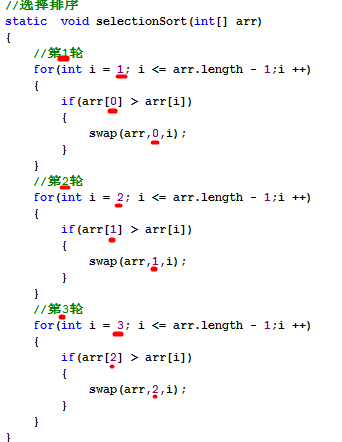 //选择排序
static  void selectionSort(int[] arr)
{
    //第1轮
    for(int i = 1; i <= arr.length - 1;i ++)
    {
        if(arr[0] > arr[i])
        {
            swap(arr,0,i);
        }
    }
    //第2轮
    for(int i = 2; i <= arr.length - 1;i ++)
    {
        if(arr[1] > arr[i])
        {
            swap(arr,1,i);
        }
    }
    //第3轮
    for(int i = 3; i <= arr.length - 1;i ++)
    {
        if(arr[2] > arr[i])
        {
            swap(arr,2,i);
        }
    }
}